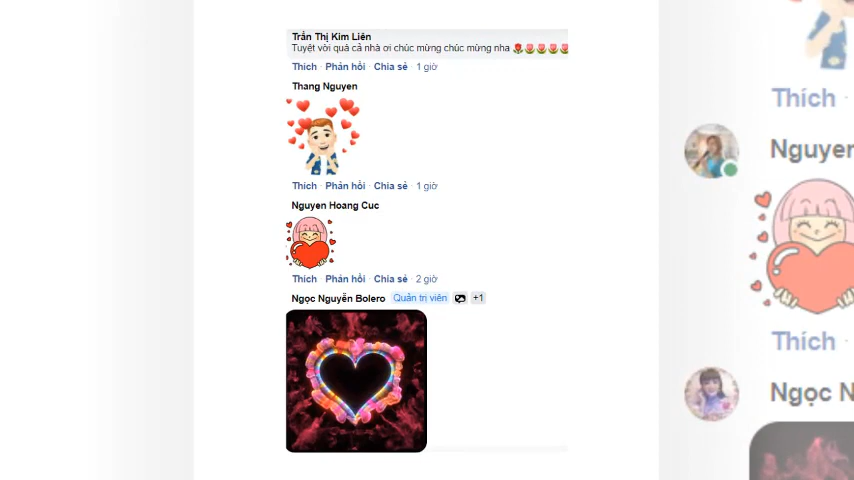 Trần Thị Kim Liên
Tuyệt vời quá cả nhà ơi chúc mừng chúc mừng nha 🌹🌷🌷🌷🌷
Thích · Phản hồi · Chia sẻ · 1 giờ
Thang Nguyen
Thích · Phản hồi · Chia sẻ · 1 giờ
Nguyen Hoang Cuc
Thích · Phản hồi · Chia sẻ · 2 giờ
Ngọc Nguyễn Bolero Quản trị viên +1
Thích ·
Nguyen
Thích ·
Ngọc N